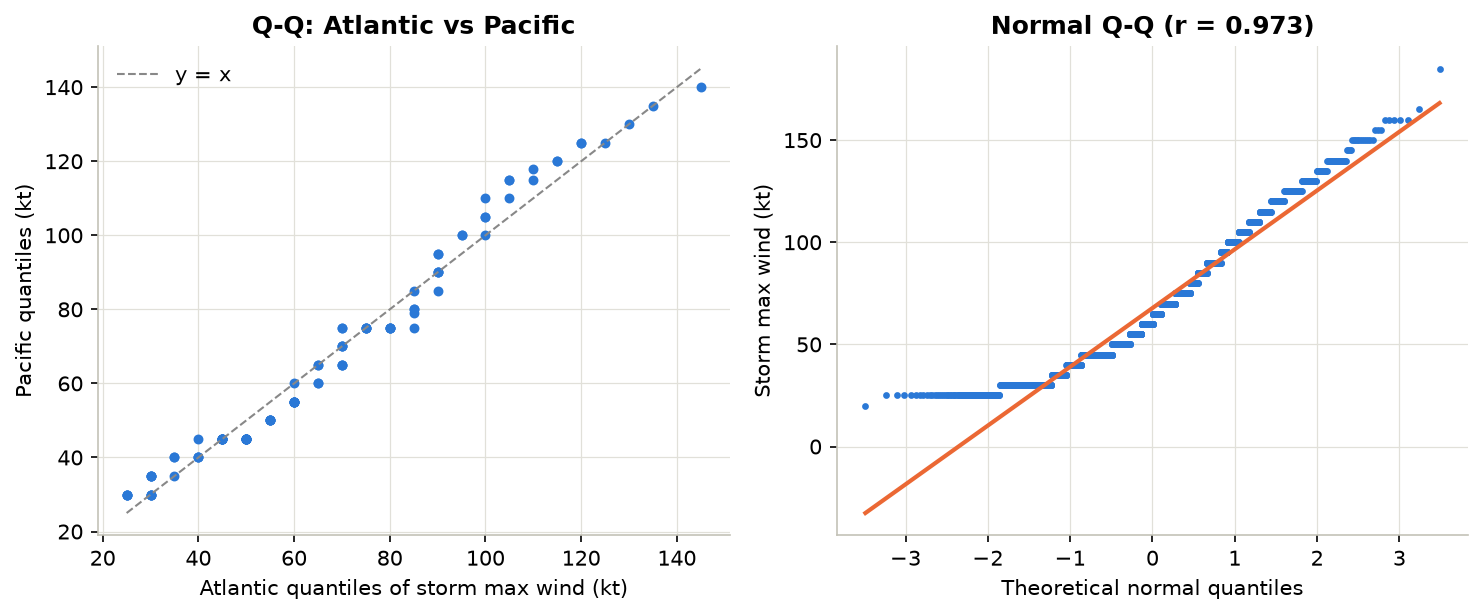 Q-Q: Atlantic vs Pacific
y = x
140
120
100
80
60
40
20
20 40 60 80 100 120 140
Pacific quantiles (kt)
Atlantic quantiles of storm max wind (kt)
Normal Q-Q (r = 0.973)
150
100
50
0
−3 −2 −1 0 1 2 3
Storm max wind (kt)
Theoretical normal quantiles